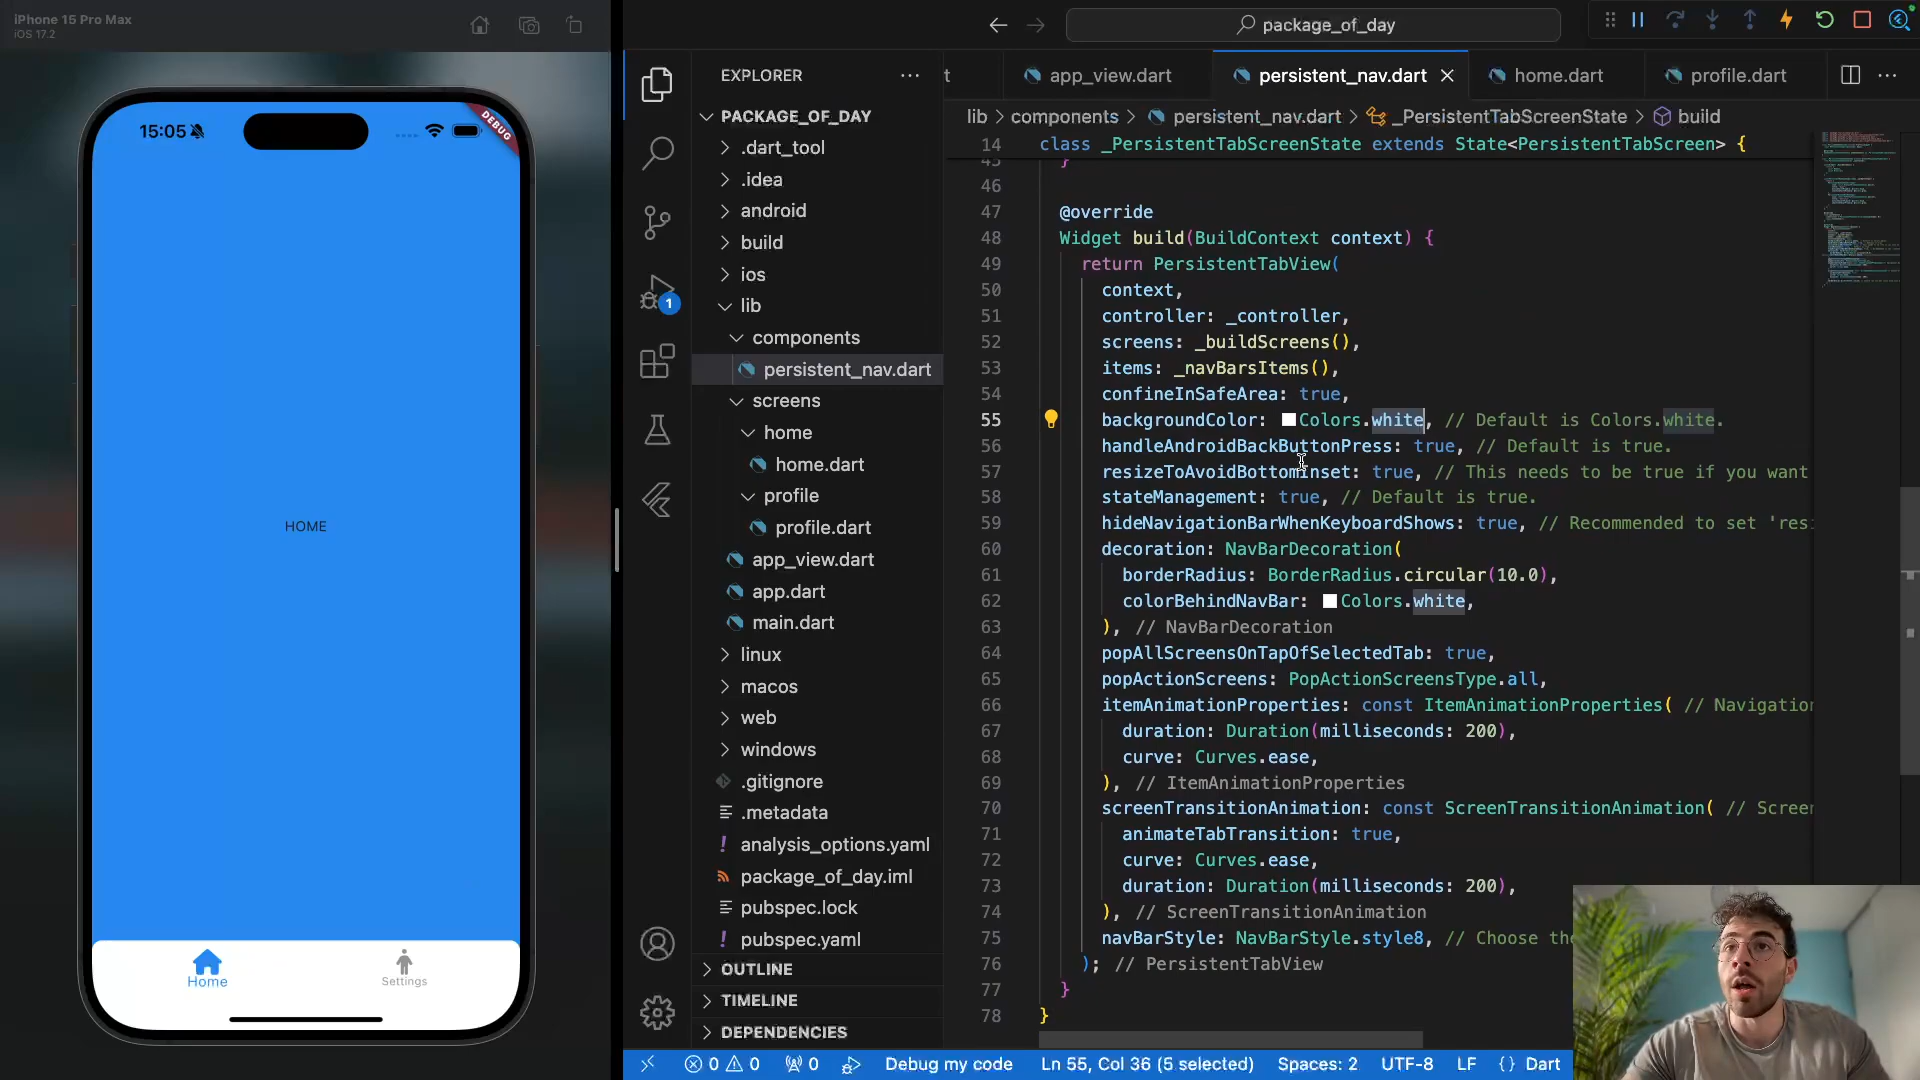 iPhone 15 Pro Max
iOS 17.2
15:05
DEBUG
HOME
Home
Settings
package_of_day
EXPLORER
PACKAGE_OF_DAY
.dart_tool
.idea
android
build
ios
lib
components
persistent_nav.dart
screens
home
home.dart
profile
profile.dart
app_view.dart
app.dart
main.dart
linux
macos
web
windows
.gitignore
.metadata
analysis_options.yaml
package_of_day.iml
pubspec.lock
pubspec.yaml
OUTLINE
TIMELINE
DEPENDENCIES
1
t
app_view.dart
persistent_nav.dart
home.dart
profile.dart
lib > components > persistent_nav.dart > _PersistentTabScreenState > build
14 class _PersistentTabScreenState extends State<PersistentTabScreen> {
45 }
46
47 @override
48 Widget build(BuildContext context) {
49 return PersistentTabView(
50 context,
51 controller: _controller,
52 screens: _buildScreens(),
53 items: _navBarsItems(),
54 confineInSafeArea: true,
55 backgroundColor: Colors.white, // Default is Colors.white.
56 handleAndroidBackButtonPress: true, // Default is true.
57 resizeToAvoidBottomInset: true, // This needs to be true if you want
58 stateManagement: true, // Default is true.
59 hideNavigationBarWhenKeyboardShows: true, // Recommended to set 'resi
60 decoration: NavBarDecoration(
61 borderRadius: BorderRadius.circular(10.0),
62 colorBehindNavBar: Colors.white,
63 ), // NavBarDecoration
64 popAllScreensOnTapOfSelectedTab: true,
65 popActionScreens: PopActionScreensType.all,
66 itemAnimationProperties: const ItemAnimationProperties( // Navigation
67 duration: Duration(milliseconds: 200),
68 curve: Curves.ease,
69 ), // ItemAnimationProperties
70 screenTransitionAnimation: const ScreenTransitionAnimation( // Screen
71 animateTabTransition: true,
72 curve: Curves.ease,
73 duration: Duration(milliseconds: 200),
74 ), // ScreenTransitionAnimation
75 navBarStyle: NavBarStyle.style8, // Choose the
76 ); // PersistentTabView
77 }
78 }
0 0 0 Debug my code Ln 55, Col 36 (5 selected) Spaces: 2 UTF-8 LF {} Dart